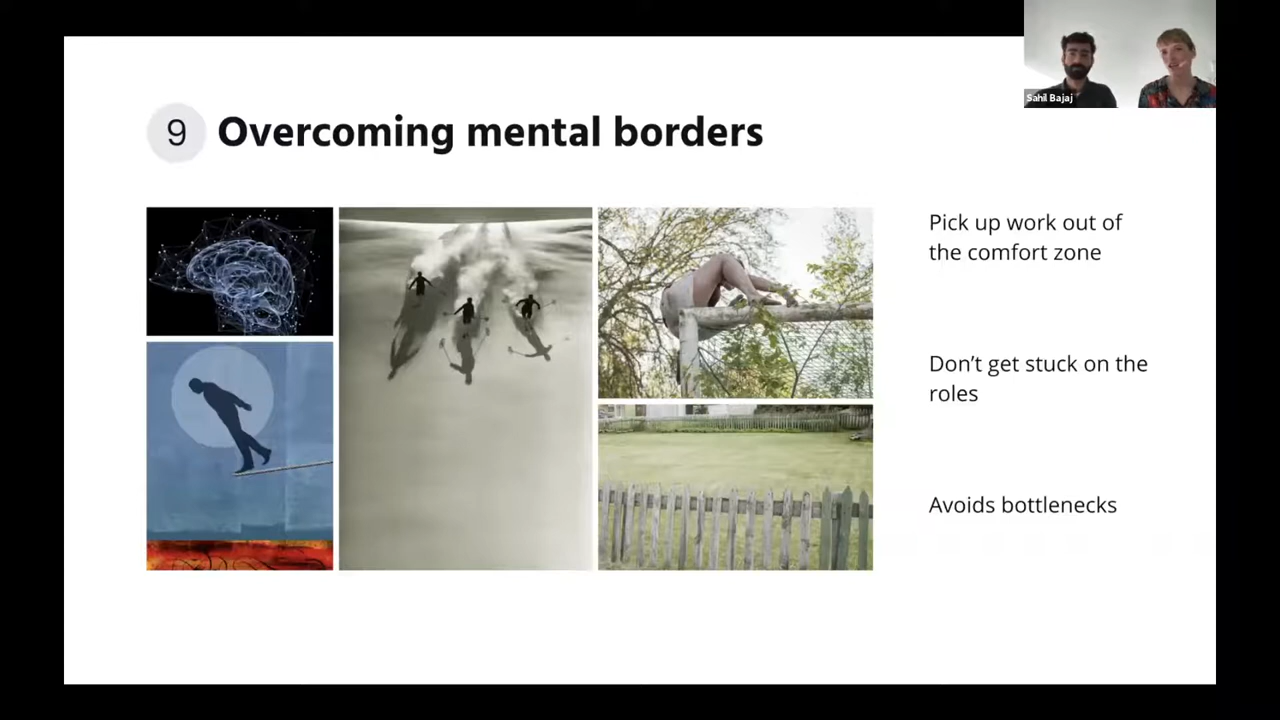 Sahil Bajaj
9 Overcoming mental borders
Pick up work out of
the comfort zone
Don’t get stuck on the
roles
Avoids bottlenecks